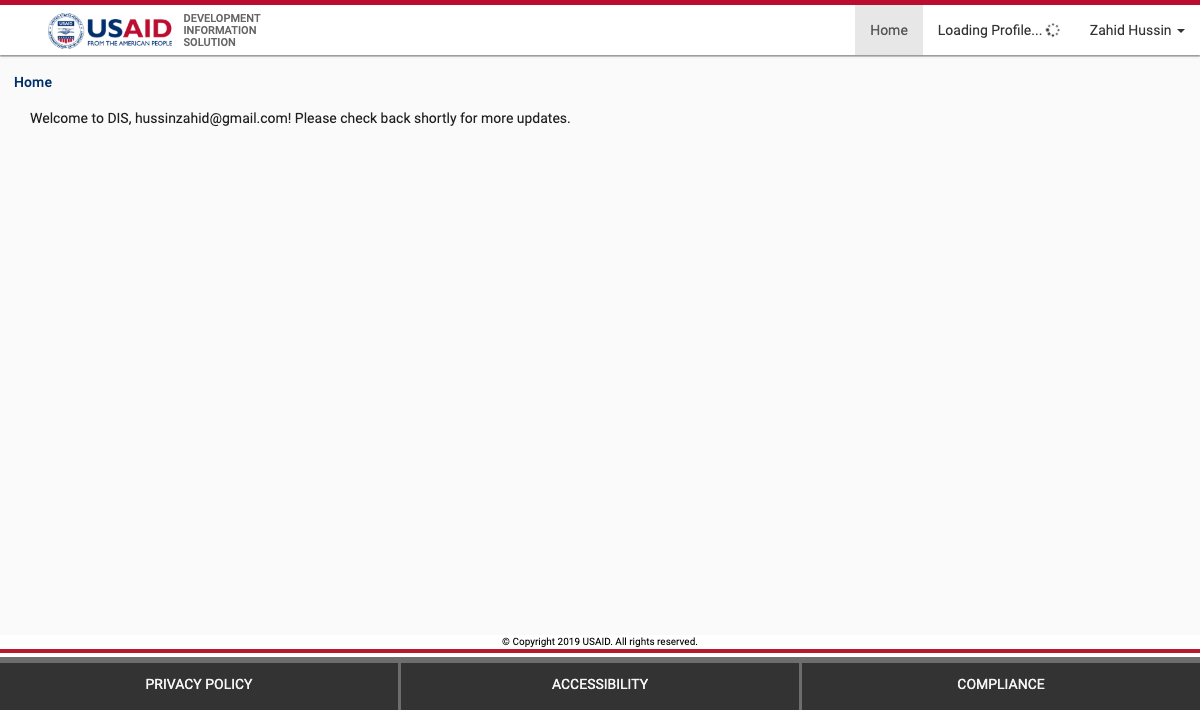 USAID
FROM THE AMERICAN PEOPLE
DEVELOPMENT
INFORMATION
SOLUTION
Home
Loading Profile...
Zahid Hussin
Home
Welcome to DIS, hussinzahid@gmail.com! Please check back shortly for more updates.
© Copyright 2019 USAID. All rights reserved.
PRIVACY POLICY
ACCESSIBILITY
COMPLIANCE